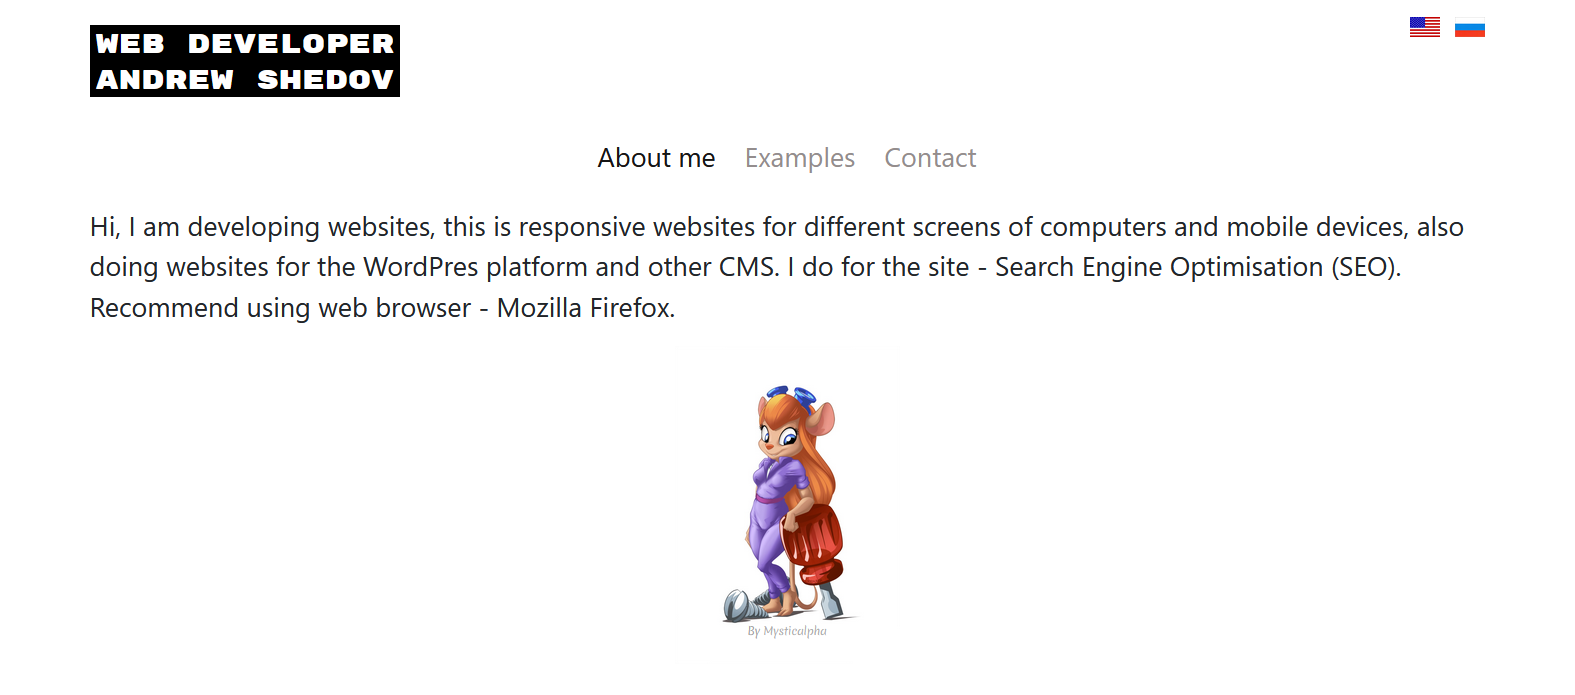 WEB DEVELOPER
ANDREW SHEDOV
About me Examples Contact
Hi, I am developing websites, this is responsive websites for different screens of computers and mobile devices, also
doing websites for the WordPres platform and other CMS. I do for the site - Search Engine Optimisation (SEO).
Recommend using web browser - Mozilla Firefox.
By Mysticalpha